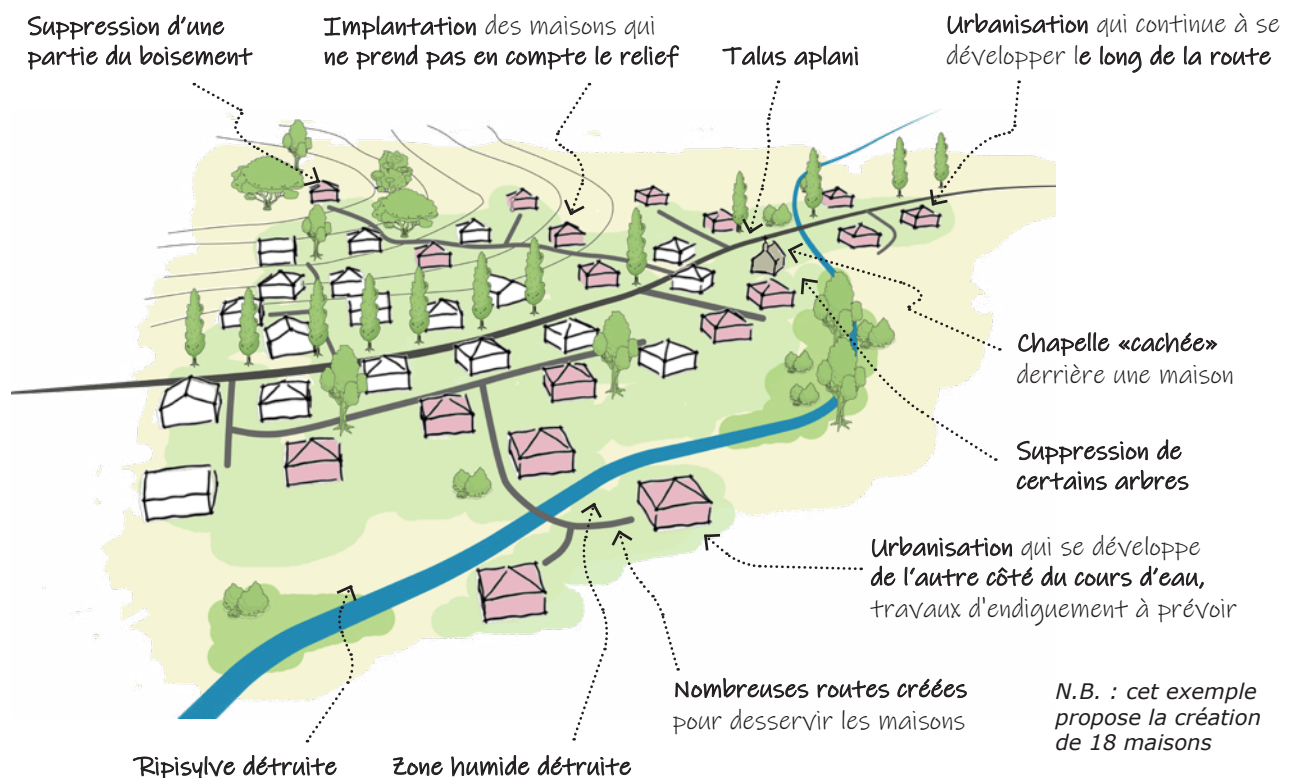 Suppression d'une
partie du boisement
Implantation des maisons qui
ne prend pas en compte le relief
Talus aplani
Urbanisation qui continue à se
développer le long de la route
Chapelle «cachée»
derrière une maison
Suppression de
certains arbres
Urbanisation qui se développe
de l'autre côté du cours d'eau,
travaux d'endiguement à prévoir
Nombreuses routes créées
pour desservir les maisons
N.B. : cet exemple
propose la création
de 18 maisons
Ripisylve détruite
Zone humide détruite